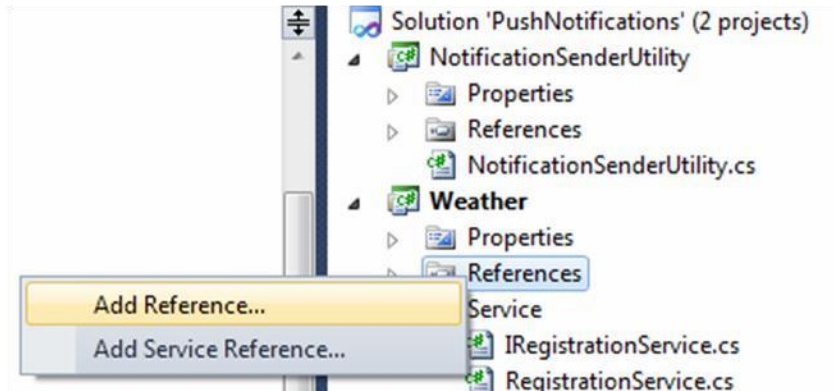 Solution 'PushNotifications' (2 projects)
NotificationSenderUtility
Properties
References
NotificationSenderUtility.cs
Weather
Properties
References
Add Reference...
Service
Add Service Reference...
IRegistrationService.cs
RegistrationService.cs